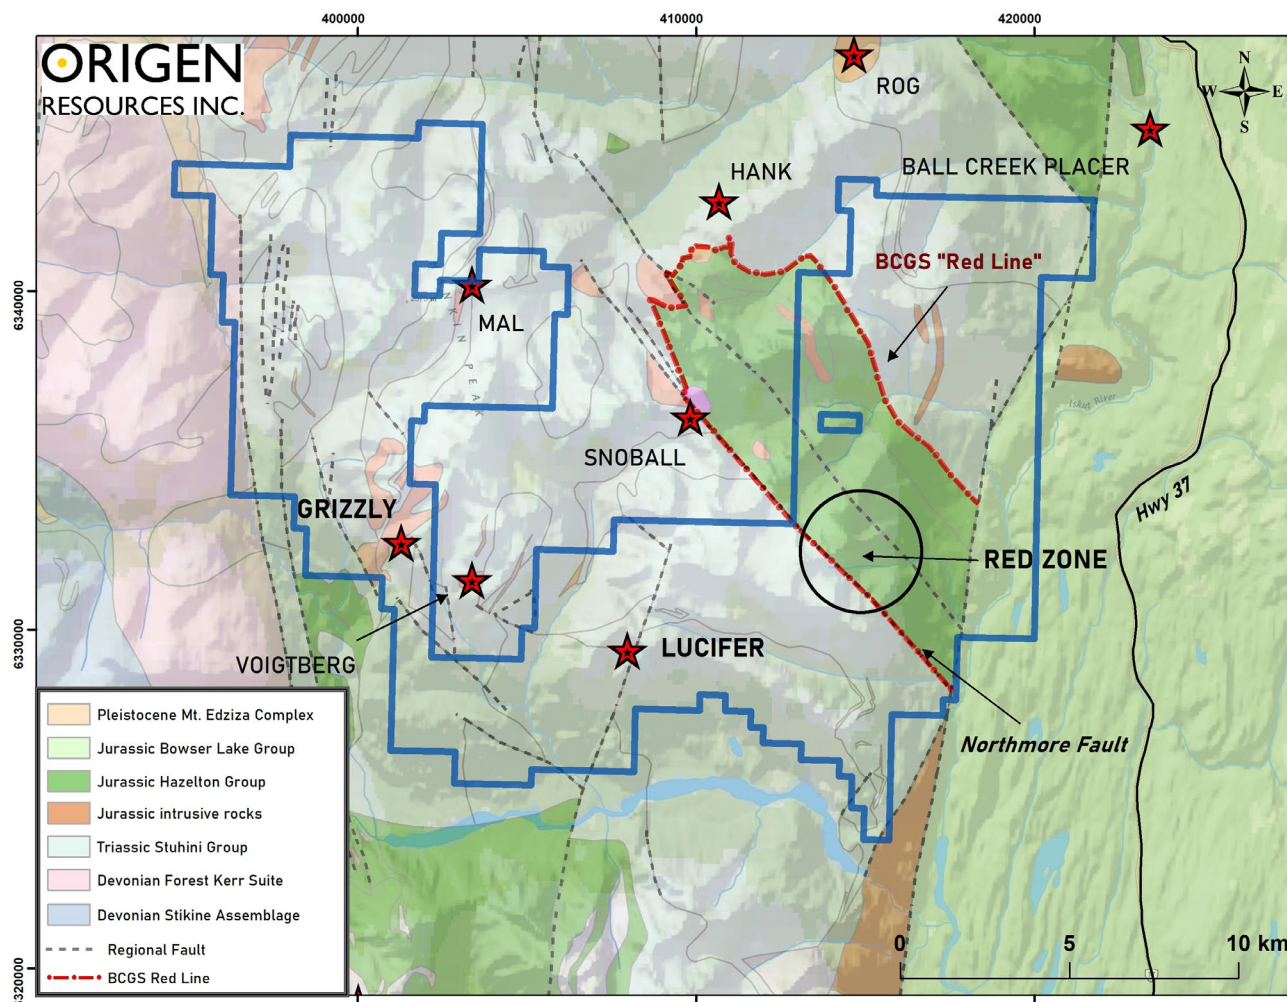 400000
410000
420000
ORIGEN
RESOURCES INC.
N
W E
S
ROG
BALL CREEK PLACER
HANK
BCGS "Red Line"
6340000
MAL
PEAK
Iskut River
SNOBALL
Hwy 37
GRIZZLY
RED ZONE
6330000
LUCIFER
VOIGTBERG
Northmore Fault
Pleistocene Mt. Edziza Complex
Jurassic Bowser Lake Group
Jurassic Hazelton Group
Jurassic intrusive rocks
Triassic Stuhini Group
Devonian Forest Kerr Suite
Devonian Stikine Assemblage
Regional Fault
BCGS Red Line
0 5 10 km
6320000